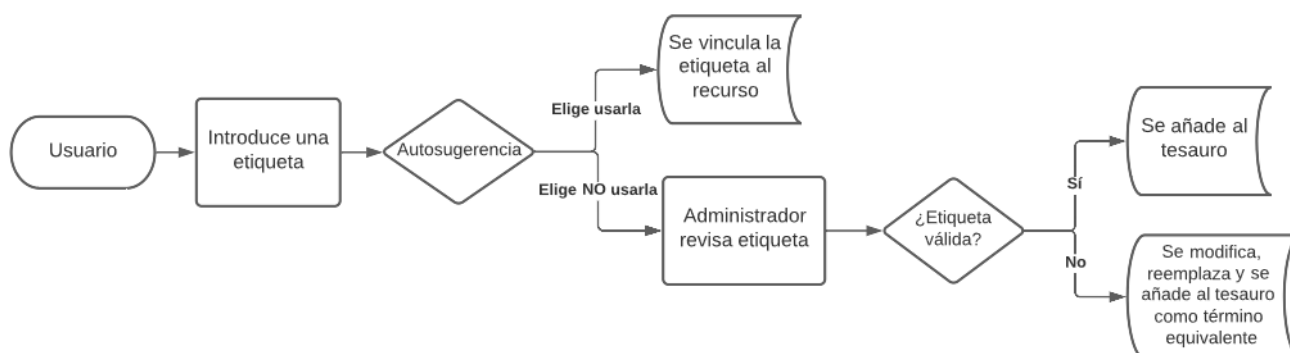 Usuario
Introduce una
etiqueta
Autosugerencia
Elige usarla
Se vincula la
etiqueta al
recurso
Elige NO usarla
Administrador
revisa etiqueta
¿Etiqueta
válida?
Sí
Se añade al
tesauro
No
Se modifica,
reemplaza y se
añade al tesauro
como término
equivalente